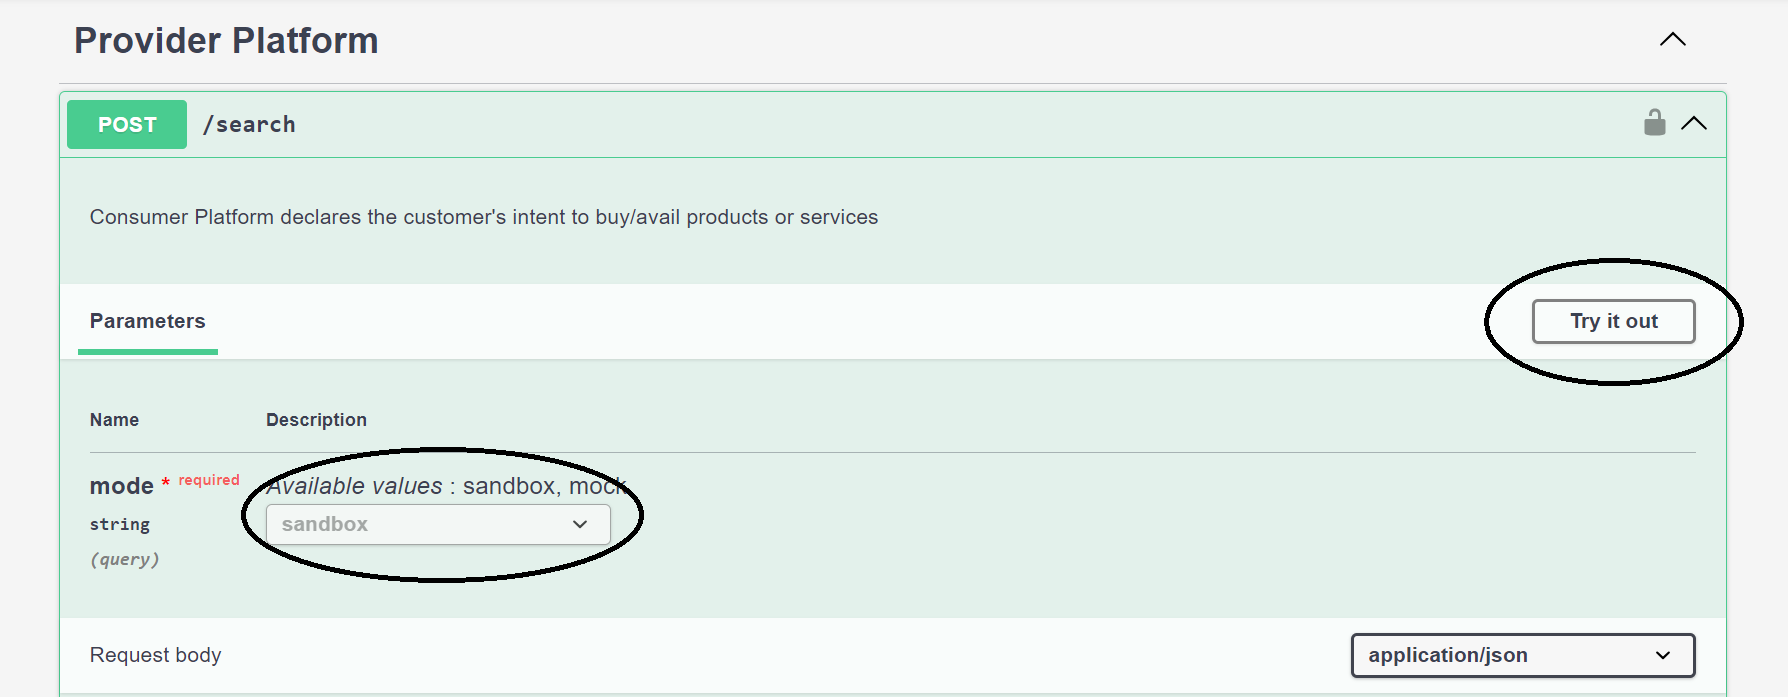 Provider Platform
POST /search
Consumer Platform declares the customer's intent to buy/avail products or services
Parameters
Try it out
Name Description
mode * required
Available values : sandbox, mock
string
sandbox
(query)
Request body
application/json